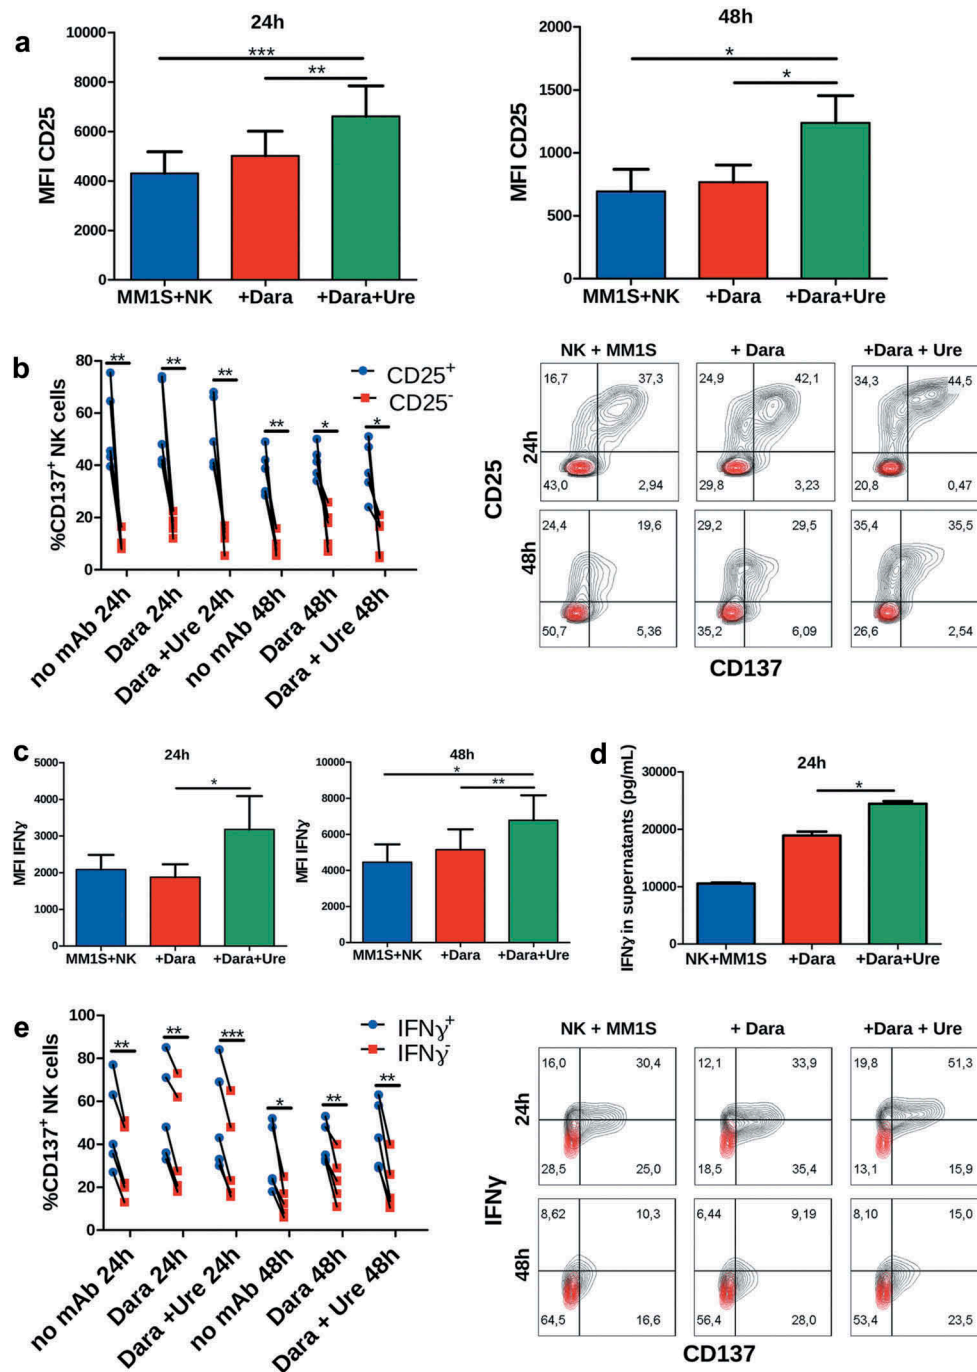 a
24h
MFI CD25
10000
8000
6000
4000
2000
0
***
**
MM1S+NK +Dara +Dara+Ure
48h
MFI CD25
2000
1500
1000
500
0
*
*
MM1S+NK +Dara +Dara+Ure
b
%CD137+ NK cells
80
60
40
20
0
** ** ** ** * *
CD25+
CD25-
no mAb 24h
Dara 24h
Dara +Ure 24h
no mAb 48h
Dara 48h
Dara + Ure 48h
NK + MM1S + Dara +Dara + Ure
24h
16,7 37,3 24,9 42,1 34,3 44,5
43,0 2,94 29,8 3,23 20,8 0,47
CD25
48h
24,4 19,6 29,2 29,5 35,4 35,5
50,7 5,36 35,2 6,09 26,6 2,54
CD137
c
24h
MFI IFNγ
5000
4000
3000
2000
1000
0
*
MM1S+NK +Dara +Dara+Ure
48h
MFI IFNγ
10000
8000
6000
4000
2000
0
*
**
MM1S+NK +Dara +Dara+Ure
d
24h
IFNγ in supernatants (pg/mL)
30000
20000
10000
0
*
NK+MM1S +Dara +Dara+Ure
e
%CD137+ NK cells
100
80
60
40
20
0
** ** *** * ** **
IFNγ+
IFNγ-
no mAb 24h
Dara 24h
Dara +Ure 24h
no mAb 48h
Dara 48h
Dara + Ure 48h
NK + MM1S + Dara +Dara + Ure
24h
16,0 30,4 12,1 33,9 19,8 51,3
28,5 25,0 18,5 35,4 13,1 15,9
IFNγ
48h
8,62 10,3 6,44 9,19 8,10 15,0
64,5 16,6 56,4 28,0 53,4 23,5
CD137